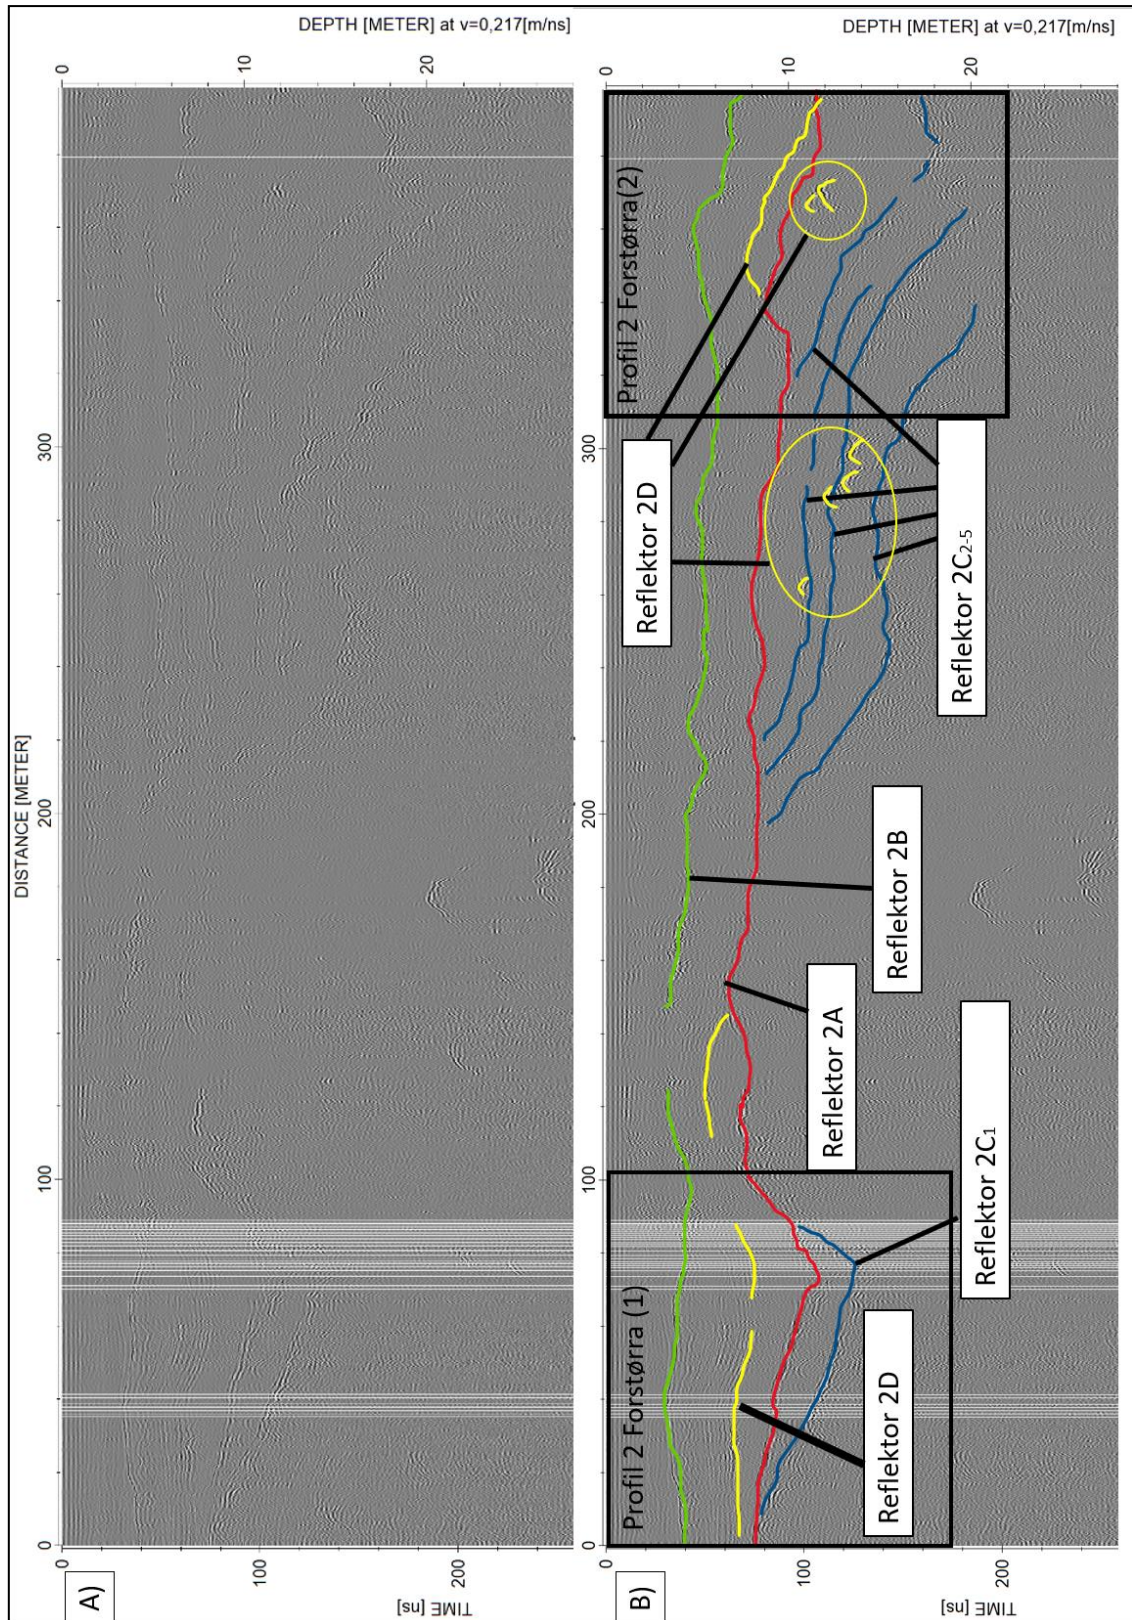 A)
DISTANCE [METER]
0
100
200
300
TIME [ns]
0
100
200
DEPTH [METER] at v=0,217[m/ns]
0
10
20
B)
0
100
200
300
TIME [ns]
0
100
200
DEPTH [METER] at v=0,217[m/ns]
0
10
20
Profil 2 Forstørra (1)
Profil 2 Forstørra(2)
Reflektor 2D
Reflektor 2C₁
Reflektor 2A
Reflektor 2B
Reflektor 2D
Reflektor 2C₂₋₅